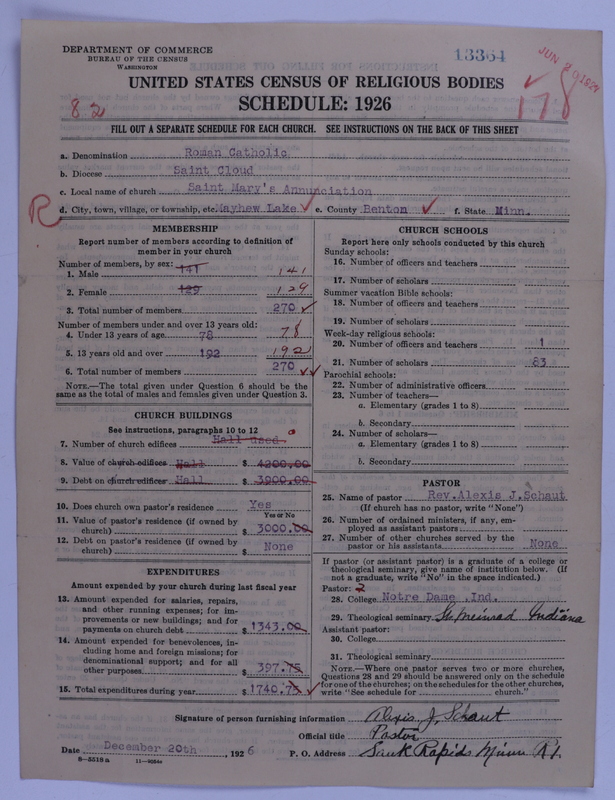 DEPARTMENT OF COMMERCE
BUREAU OF THE CENSUS
WASHINGTON
13364
JUN 8 1927
UNITED STATES CENSUS OF RELIGIOUS BODIES
SCHEDULE: 1926
82
178
FILL OUT A SEPARATE SCHEDULE FOR EACH CHURCH. SEE INSTRUCTIONS ON THE BACK OF THIS SHEET
a. Denomination Roman Catholic
b. Diocese Saint Cloud
c. Local name of church Saint Mary's Annunciation
R
d. City, town, village, or township, etc. Mayhew Lake e. County Benton f. State Minn.
MEMBERSHIP
Report number of members according to definition of
member in your church
Number of members, by sex:
1. Male 141 141
2. Female 129 129
3. Total number of members 270
Number of members under and over 13 years old:
4. Under 13 years of age 78 78
5. 13 years old and over 192 192
6. Total number of members 270
NOTE.—The total given under Question 6 should be
same as the total of males and females given under Question 3.
CHURCH BUILDINGS
See instructions, paragraphs 10 to 12
7. Number of church edifices Hall used 0
8. Value of church edifices Hall $ 4200.00
9. Debt on church edifices Hall $ 3900.00
10. Does church own pastor's residence Yes
Yes or No
11. Value of pastor's residence (if owned by
church) $ 3000.00
12. Debt on pastor's residence (if owned by
church) $ None
EXPENDITURES
Amount expended by your church during last fiscal year
13. Amount expended for salaries, repairs,
and other running expenses; for im-
provements or new buildings; and for
payments on church debt $ 1343.00
14. Amount expended for benevolences, in-
cluding home and foreign missions; for
denominational support; and for all
other purposes $ 397.75
15. Total expenditures during year $ 1740.75
CHURCH SCHOOLS
Report here only schools conducted by this church
Sunday schools:
16. Number of officers and teachers
17. Number of scholars
Summer vacation Bible schools:
18. Number of officers and teachers
19. Number of scholars
Week-day religious schools:
20. Number of officers and teachers 1
21. Number of scholars 83
Parochial schools:
22. Number of administrative officers
23. Number of teachers—
a. Elementary (grades 1 to 8)
b. Secondary
24. Number of scholars—
a. Elementary (grades 1 to 8)
b. Secondary
PASTOR
25. Name of pastor Rev.Alexis J.Schaut
(If church has no pastor, write "None")
26. Number of ordained ministers, if any, em-
ployed as assistant pastors
27. Number of other churches served by the
pastor or his assistants None
If pastor (or assistant pastor) is a graduate of a college or
theological seminary, give name of institution below. (If
not a graduate, write "No" in the space indicated.)
Pastor: 2
28. College Notre Dame .Ind.
29. Theological seminary St. Meinrad Indiana
Assistant pastor:
30. College
31. Theological seminary
NOTE.—Where one pastor serves two or more churches,
Questions 28 and 29 should be answered only on the schedule
for one of the churches; on the schedules for the other churches,
write "See schedule for church."
Signature of person furnishing information Alexis J. Schaut
Official title Pastor
Date December 20th , 1926 P. O. Address Sauk Rapids Minn R1.
8—5518a 11—9066